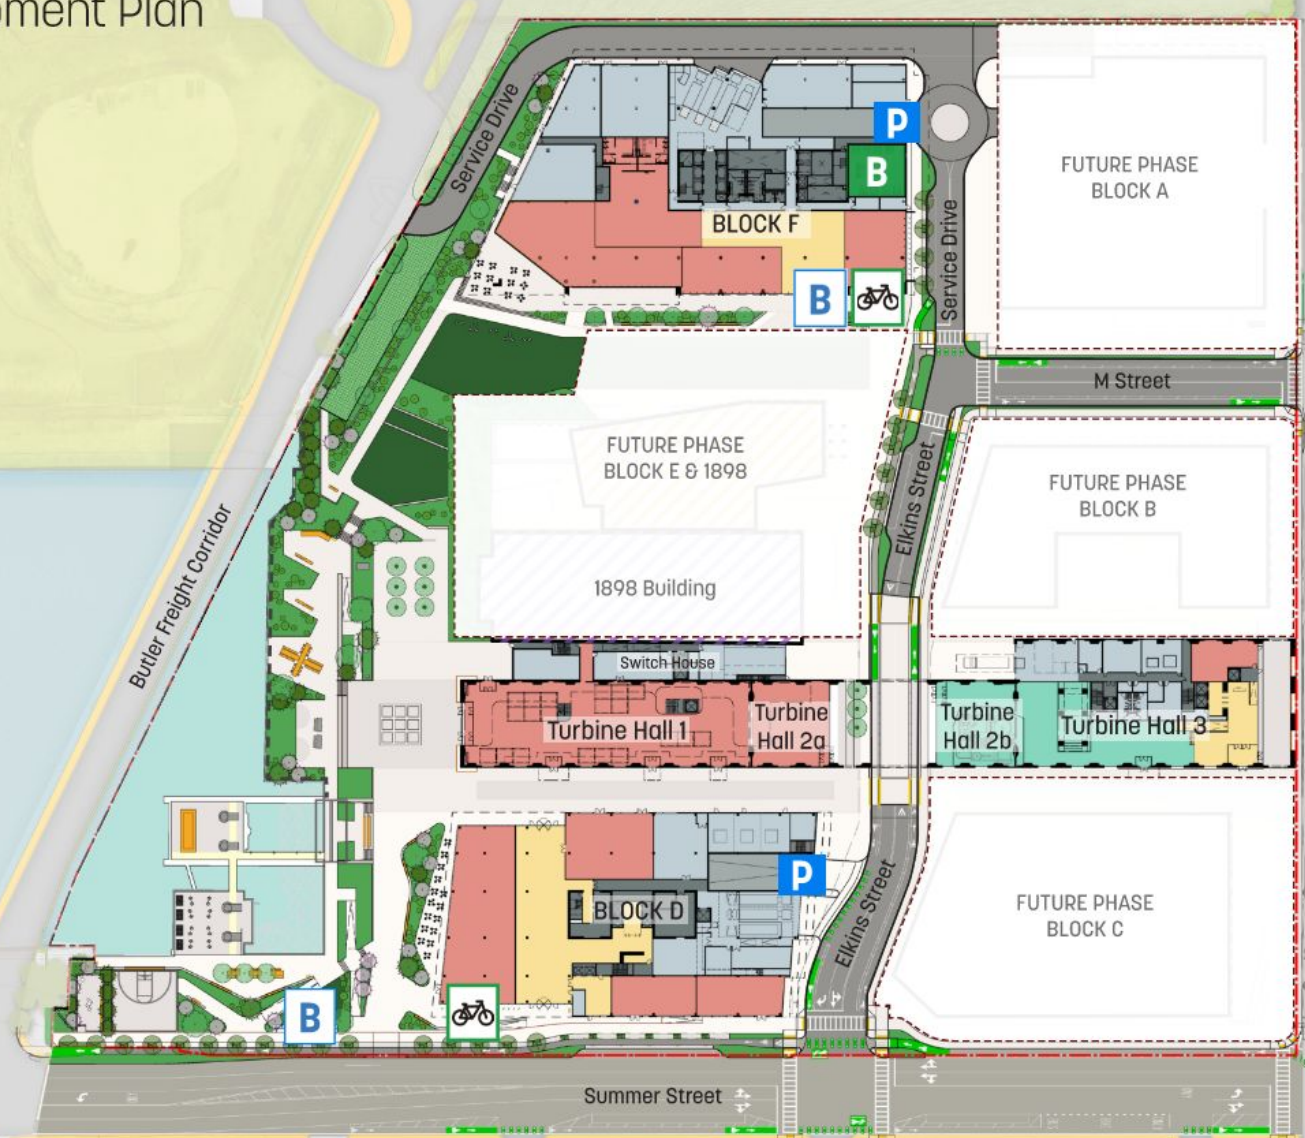 pment Plan
Service Drive
P
B
BLOCK F
B
Service Drive
FUTURE PHASE
BLOCK A
M Street
FUTURE PHASE
BLOCK E & 1898
Elkins Street
FUTURE PHASE
BLOCK B
1898 Building
Butler Freight Corridor
Switch House
Turbine Hall 1
Turbine
Hall 2a
Turbine
Hall 2b
Turbine Hall 3
P
BLOCK D
Elkins Street
FUTURE PHASE
BLOCK C
B
Summer Street